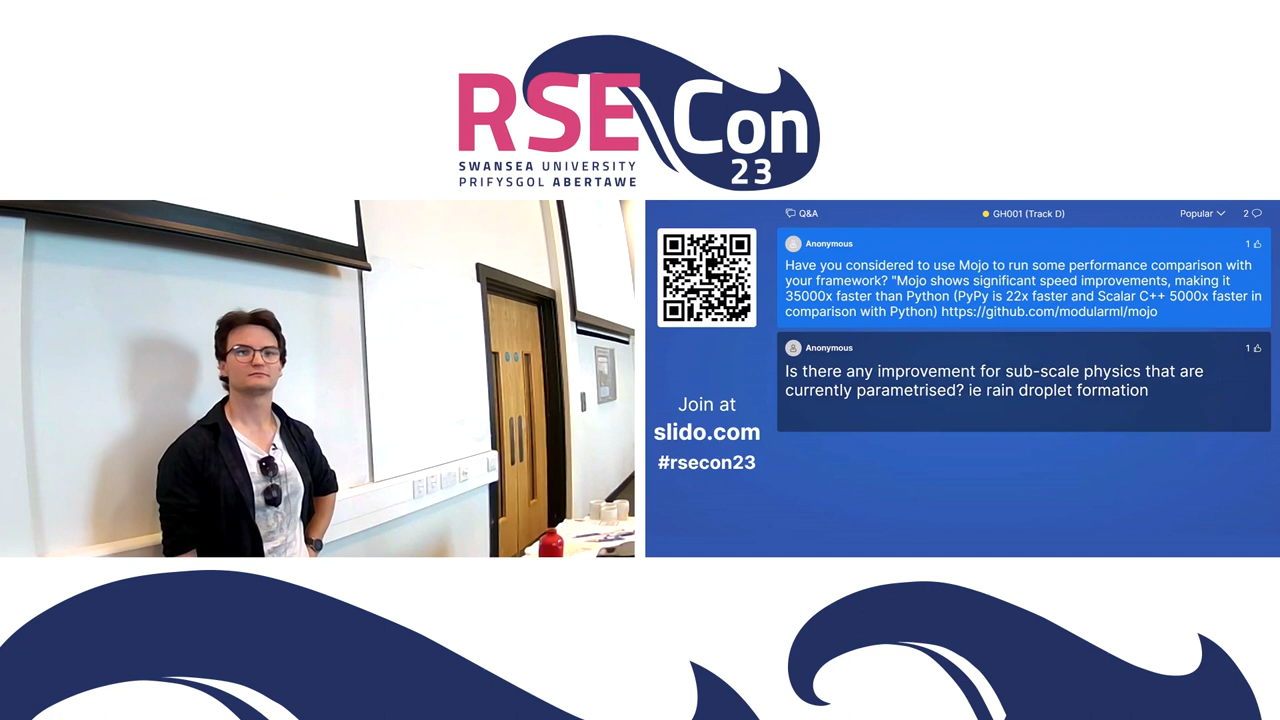 RSE Con
23
SWANSEA UNIVERSITY
PRIFYSGOL ABERTAWE
Q&A
GH001 (Track D)
Popular
2
Anonymous
1
Have you considered to use Mojo to run some performance comparison with
your framework? "Mojo shows significant speed improvements, making it
35000x faster than Python (PyPy is 22x faster and Scalar C++ 5000x faster in
comparison with Python) https://github.com/modularml/mojo
Anonymous
1
Is there any improvement for sub-scale physics that are
currently parametrised? ie rain droplet formation
Join at
slido.com
#rsecon23